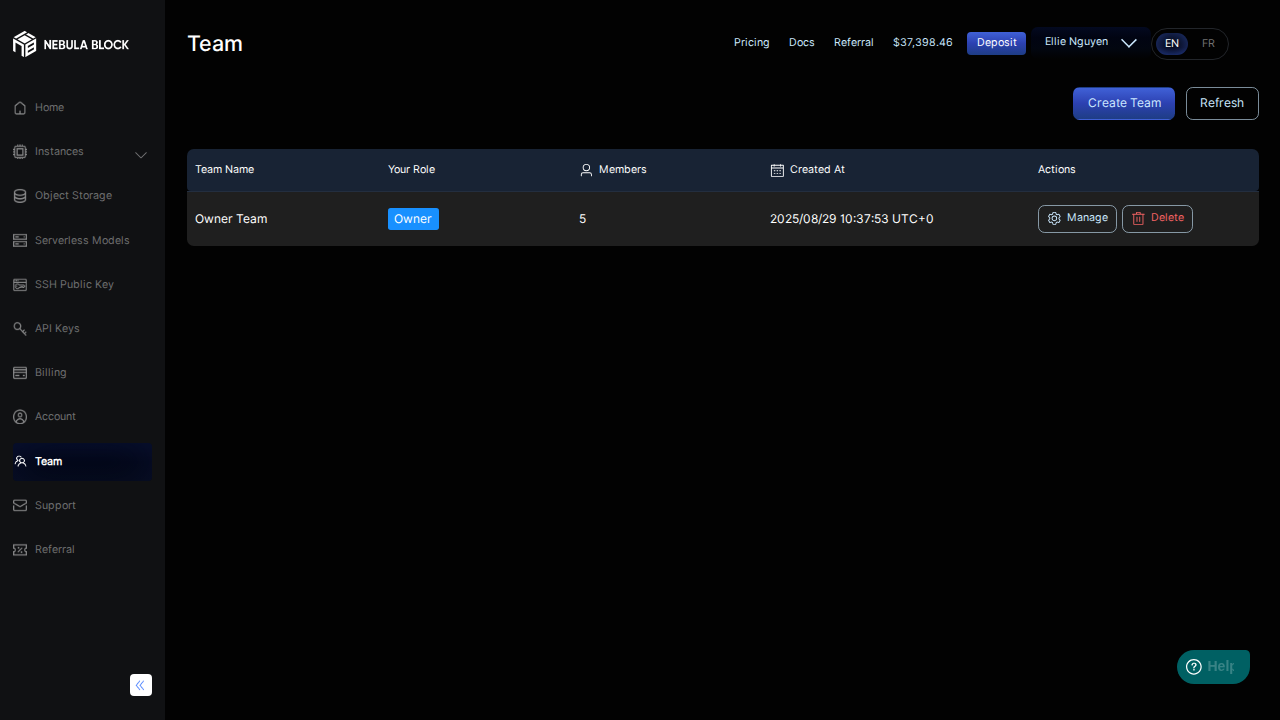 NEBULA BLOCK
Team
Pricing
Docs
Referral
$37,398.46
Deposit
Ellie Nguyen
EN
FR
Home
Instances
Object Storage
Serverless Models
SSH Public Key
API Keys
Billing
Account
Team
Support
Referral
Create Team
Refresh
Team Name
Your Role
Members
Created At
Actions
Owner Team
Owner
5
2025/08/29 10:37:53 UTC+0
Manage
Delete
Help